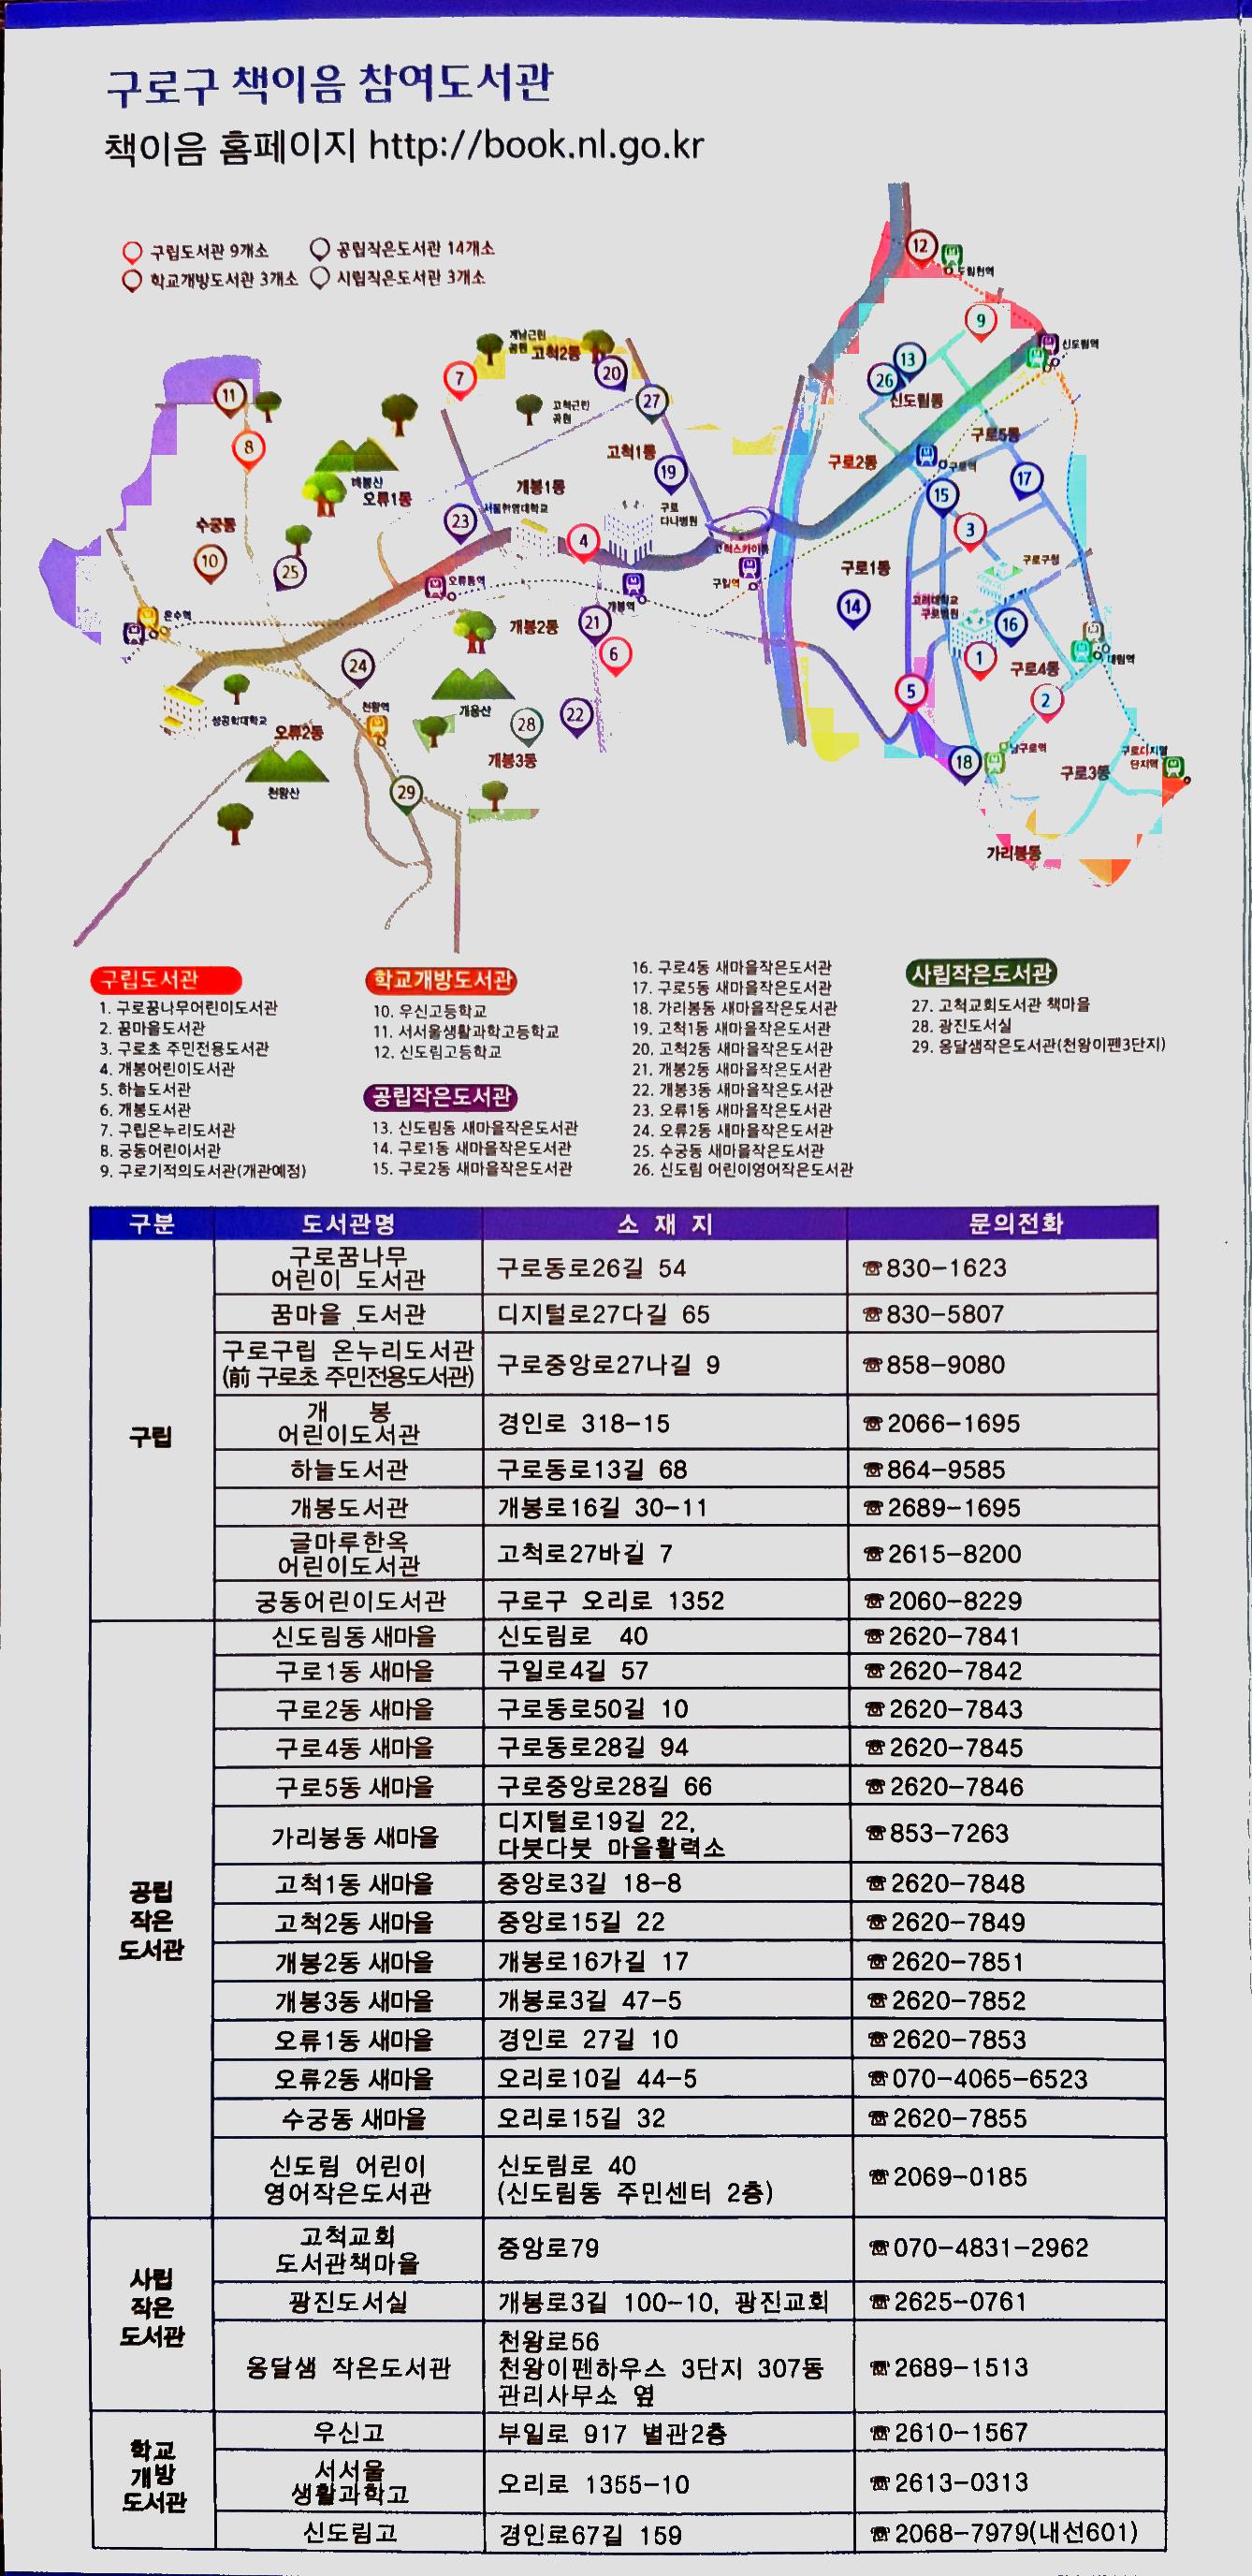 구로구 책이음 참여도서관
책이음 홈페이지 http://book.nl.go.kr
구립도서관 9개소
공립작은도서관 14개소
학교개방도서관 3개소
시립작은도서관 3개소
12
도림천역
9
신도림역
13
26
신도림동
계남근린
공원
고척2동
7
20
27
고척근린
공원
11
8
매봉산
오류1동
고척1동
19
구로
다나병원
개봉1동
서울한영대학교
23
4
고척스카이돔
구로2동
구로5동
구로역
15
17
3
수궁동
10
25
오류동역
개봉역
구일역
구로1동
14
구로구청
고려대학교
구로병원
16
1
구로4동
대림역
온수역
개봉2동
21
6
24
성공회대학교
오류2동
천왕역
개웅산
28
22
개봉3동
5
2
18
남구로역
구로디지털
단지역
구로3동
천왕산
29
가리봉동
구립도서관
1. 구로꿈나무어린이도서관
2. 꿈마을도서관
3. 구로초 주민전용도서관
4. 개봉어린이도서관
5. 하늘도서관
6. 개봉도서관
7. 구립온누리도서관
8. 궁동어린이서관
9. 구로기적의도서관(개관예정)
학교개방도서관
10. 우신고등학교
11. 서서울생활과학고등학교
12. 신도림고등학교
공립작은도서관
13. 신도림동 새마을작은도서관
14. 구로1동 새마을작은도서관
15. 구로2동 새마을작은도서관
16. 구로4동 새마을작은도서관
17. 구로5동 새마을작은도서관
18. 가리봉동 새마을작은도서관
19. 고척1동 새마을작은도서관
20. 고척2동 새마을작은도서관
21. 개봉2동 새마을작은도서관
22. 개봉3동 새마을작은도서관
23. 오류1동 새마을작은도서관
24. 오류2동 새마을작은도서관
25. 수궁동 새마을작은도서관
26. 신도림 어린이영어작은도서관
사립작은도서관
27. 고척교회도서관 책마을
28. 광진도서실
29. 옹달샘작은도서관(천왕이펜3단지)
구분 도서관명 소 재 지 문의전화
구립
구로꿈나무
어린이 도서관 구로동로26길 54 ☎830-1623
꿈마을 도서관 디지털로27다길 65 ☎830-5807
구로구립 온누리도서관
(前 구로초 주민전용도서관) 구로중앙로27나길 9 ☎858-9080
개 봉
어린이도서관 경인로 318-15 ☎2066-1695
하늘도서관 구로동로13길 68 ☎864-9585
개봉도서관 개봉로16길 30-11 ☎2689-1695
글마루한옥
어린이도서관 고척로27바길 7 ☎2615-8200
궁동어린이도서관 구로구 오리로 1352 ☎2060-8229
공립
작은
도서관
신도림동 새마을 신도림로 40 ☎2620-7841
구로1동 새마을 구일로4길 57 ☎2620-7842
구로2동 새마을 구로동로50길 10 ☎2620-7843
구로4동 새마을 구로동로28길 94 ☎2620-7845
구로5동 새마을 구로중앙로28길 66 ☎2620-7846
가리봉동 새마을 디지털로19길 22,
다붓다붓 마을활력소 ☎853-7263
고척1동 새마을 중앙로3길 18-8 ☎2620-7848
고척2동 새마을 중앙로15길 22 ☎2620-7849
개봉2동 새마을 개봉로16가길 17 ☎2620-7851
개봉3동 새마을 개봉로3길 47-5 ☎2620-7852
오류1동 새마을 경인로 27길 10 ☎2620-7853
오류2동 새마을 오리로10길 44-5 ☎070-4065-6523
수궁동 새마을 오리로15길 32 ☎2620-7855
신도림 어린이
영어작은도서관 신도림로 40
(신도림동 주민센터 2층) ☎2069-0185
사립
작은
도서관
고척교회
도서관책마을 중앙로79 ☎070-4831-2962
광진도서실 개봉로3길 100-10, 광진교회 ☎2625-0761
옹달샘 작은도서관 천왕로56
천왕이펜하우스 3단지 307동
관리사무소 옆 ☎2689-1513
학교
개방
도서관
우신고 부일로 917 별관2층 ☎2610-1567
서서울
생활과학고 오리로 1355-10 ☎2613-0313
신도림고 경인로67길 159 ☎2068-7979(내선601)